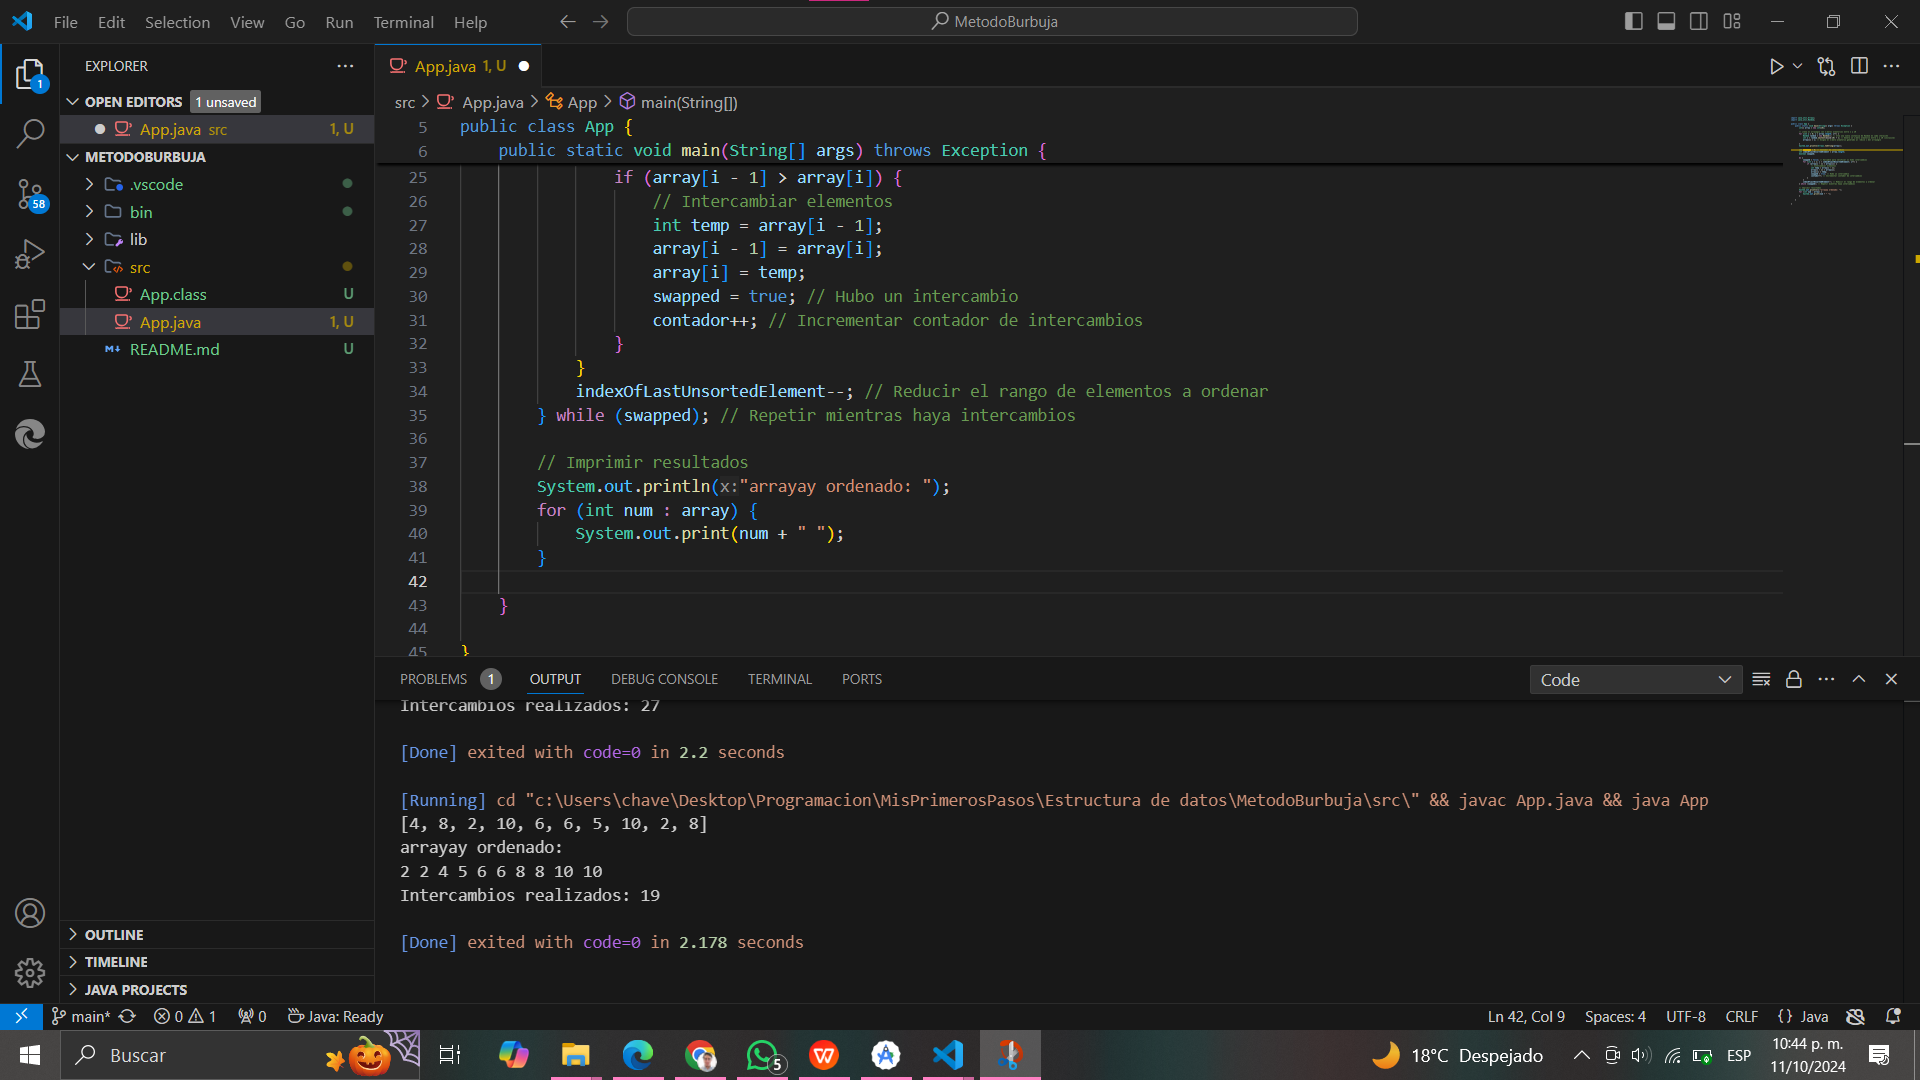 File Edit Selection View Go Run Terminal Help
MetodoBurbuja
EXPLORER
OPEN EDITORS 1 unsaved
App.java src 1, U
METODOBURBUJA
.vscode
bin
lib
src
App.class U
App.java 1, U
README.md U
OUTLINE
TIMELINE
JAVA PROJECTS
App.java 1, U
src > App.java > App > main(String[])
5 public class App {
6 public static void main(String[] args) throws Exception {
25 if (array[i - 1] > array[i]) {
26 // Intercambiar elementos
27 int temp = array[i - 1];
28 array[i - 1] = array[i];
29 array[i] = temp;
30 swapped = true; // Hubo un intercambio
31 contador++; // Incrementar contador de intercambios
32 }
33 }
34 indexOfLastUnsortedElement--; // Reducir el rango de elementos a ordenar
35 } while (swapped); // Repetir mientras haya intercambios
36
37 // Imprimir resultados
38 System.out.println(x:"arrayay ordenado: ");
39 for (int num : array) {
40 System.out.print(num + " ");
41 }
42
43 }
44
45 }
PROBLEMS 1 OUTPUT DEBUG CONSOLE TERMINAL PORTS
Code
Intercambios realizados: 27
[Done] exited with code=0 in 2.2 seconds
[Running] cd "c:\Users\chave\Desktop\Programacion\MisPrimerosPasos\Estructura de datos\MetodoBurbuja\src\" && javac App.java && java App
[4, 8, 2, 10, 6, 6, 5, 10, 2, 8]
arrayay ordenado:
2 2 4 5 6 6 8 8 10 10
Intercambios realizados: 19
[Done] exited with code=0 in 2.178 seconds
1
58
main* 0 1 0 Java: Ready
Ln 42, Col 9 Spaces: 4 UTF-8 CRLF {} Java
Buscar
5
18°C Despejado
ESP
10:44 p. m.
11/10/2024